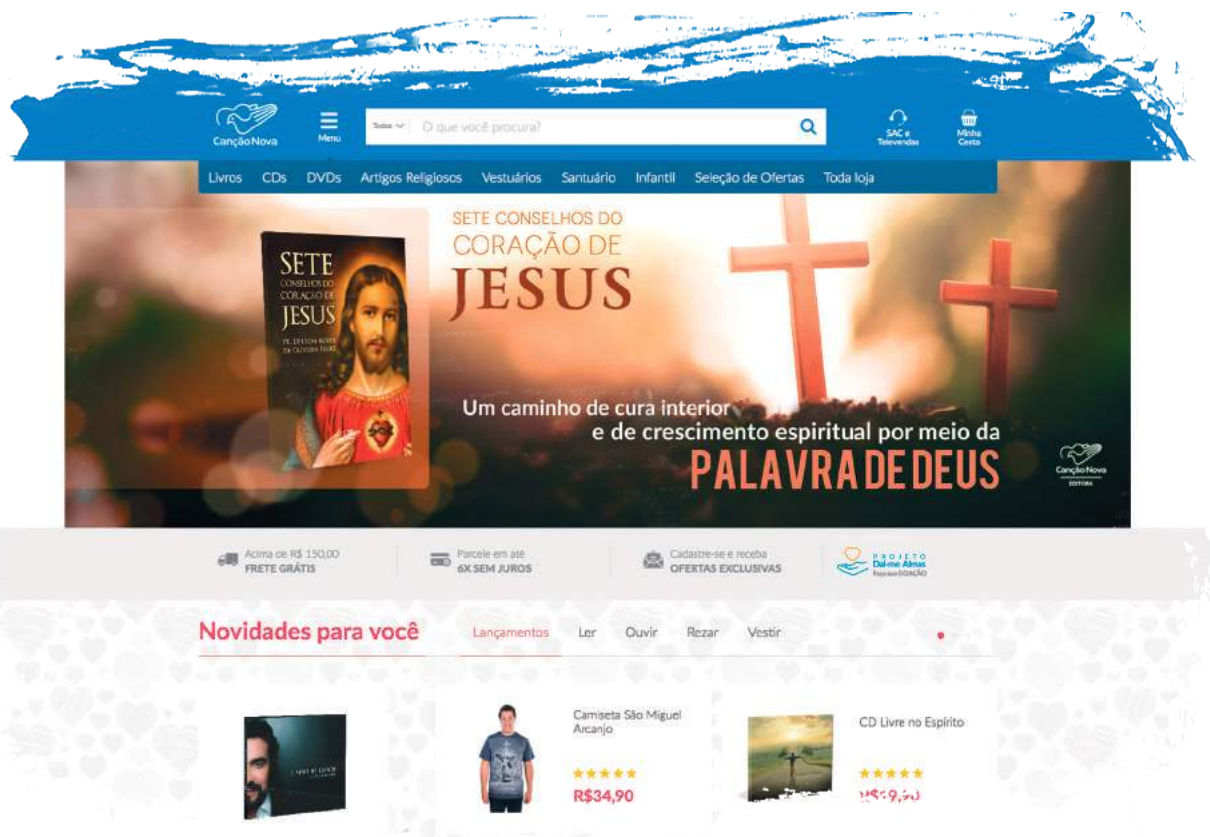 Canção Nova
Menu
Todos
O que você procura?
SAC e
Televendas
Minha
Cesta
Livros CDs DVDs Artigos Religiosos Vestuários Santuário Infantil Seleção de Ofertas Toda loja
SETE CONSELHOS DO
CORAÇÃO DE
JESUS
SETE
CONSELHOS DO
CORAÇÃO DE
JESUS
Um caminho de cura interior
e de crescimento espiritual por meio da
PALAVRA DE DEUS
Canção Nova
EDITORA
Acima de R$ 150,00
FRETE GRÁTIS
Parcele em até
6X SEM JUROS
Cadastre-se e receba
OFERTAS EXCLUSIVAS
PROJETO
Dai-me Almas
Novidades para você
Lançamentos Ler Ouvir Rezar Vestir
Camiseta São Miguel
Arcanjo
R$34,90
CD Livre no Espírito